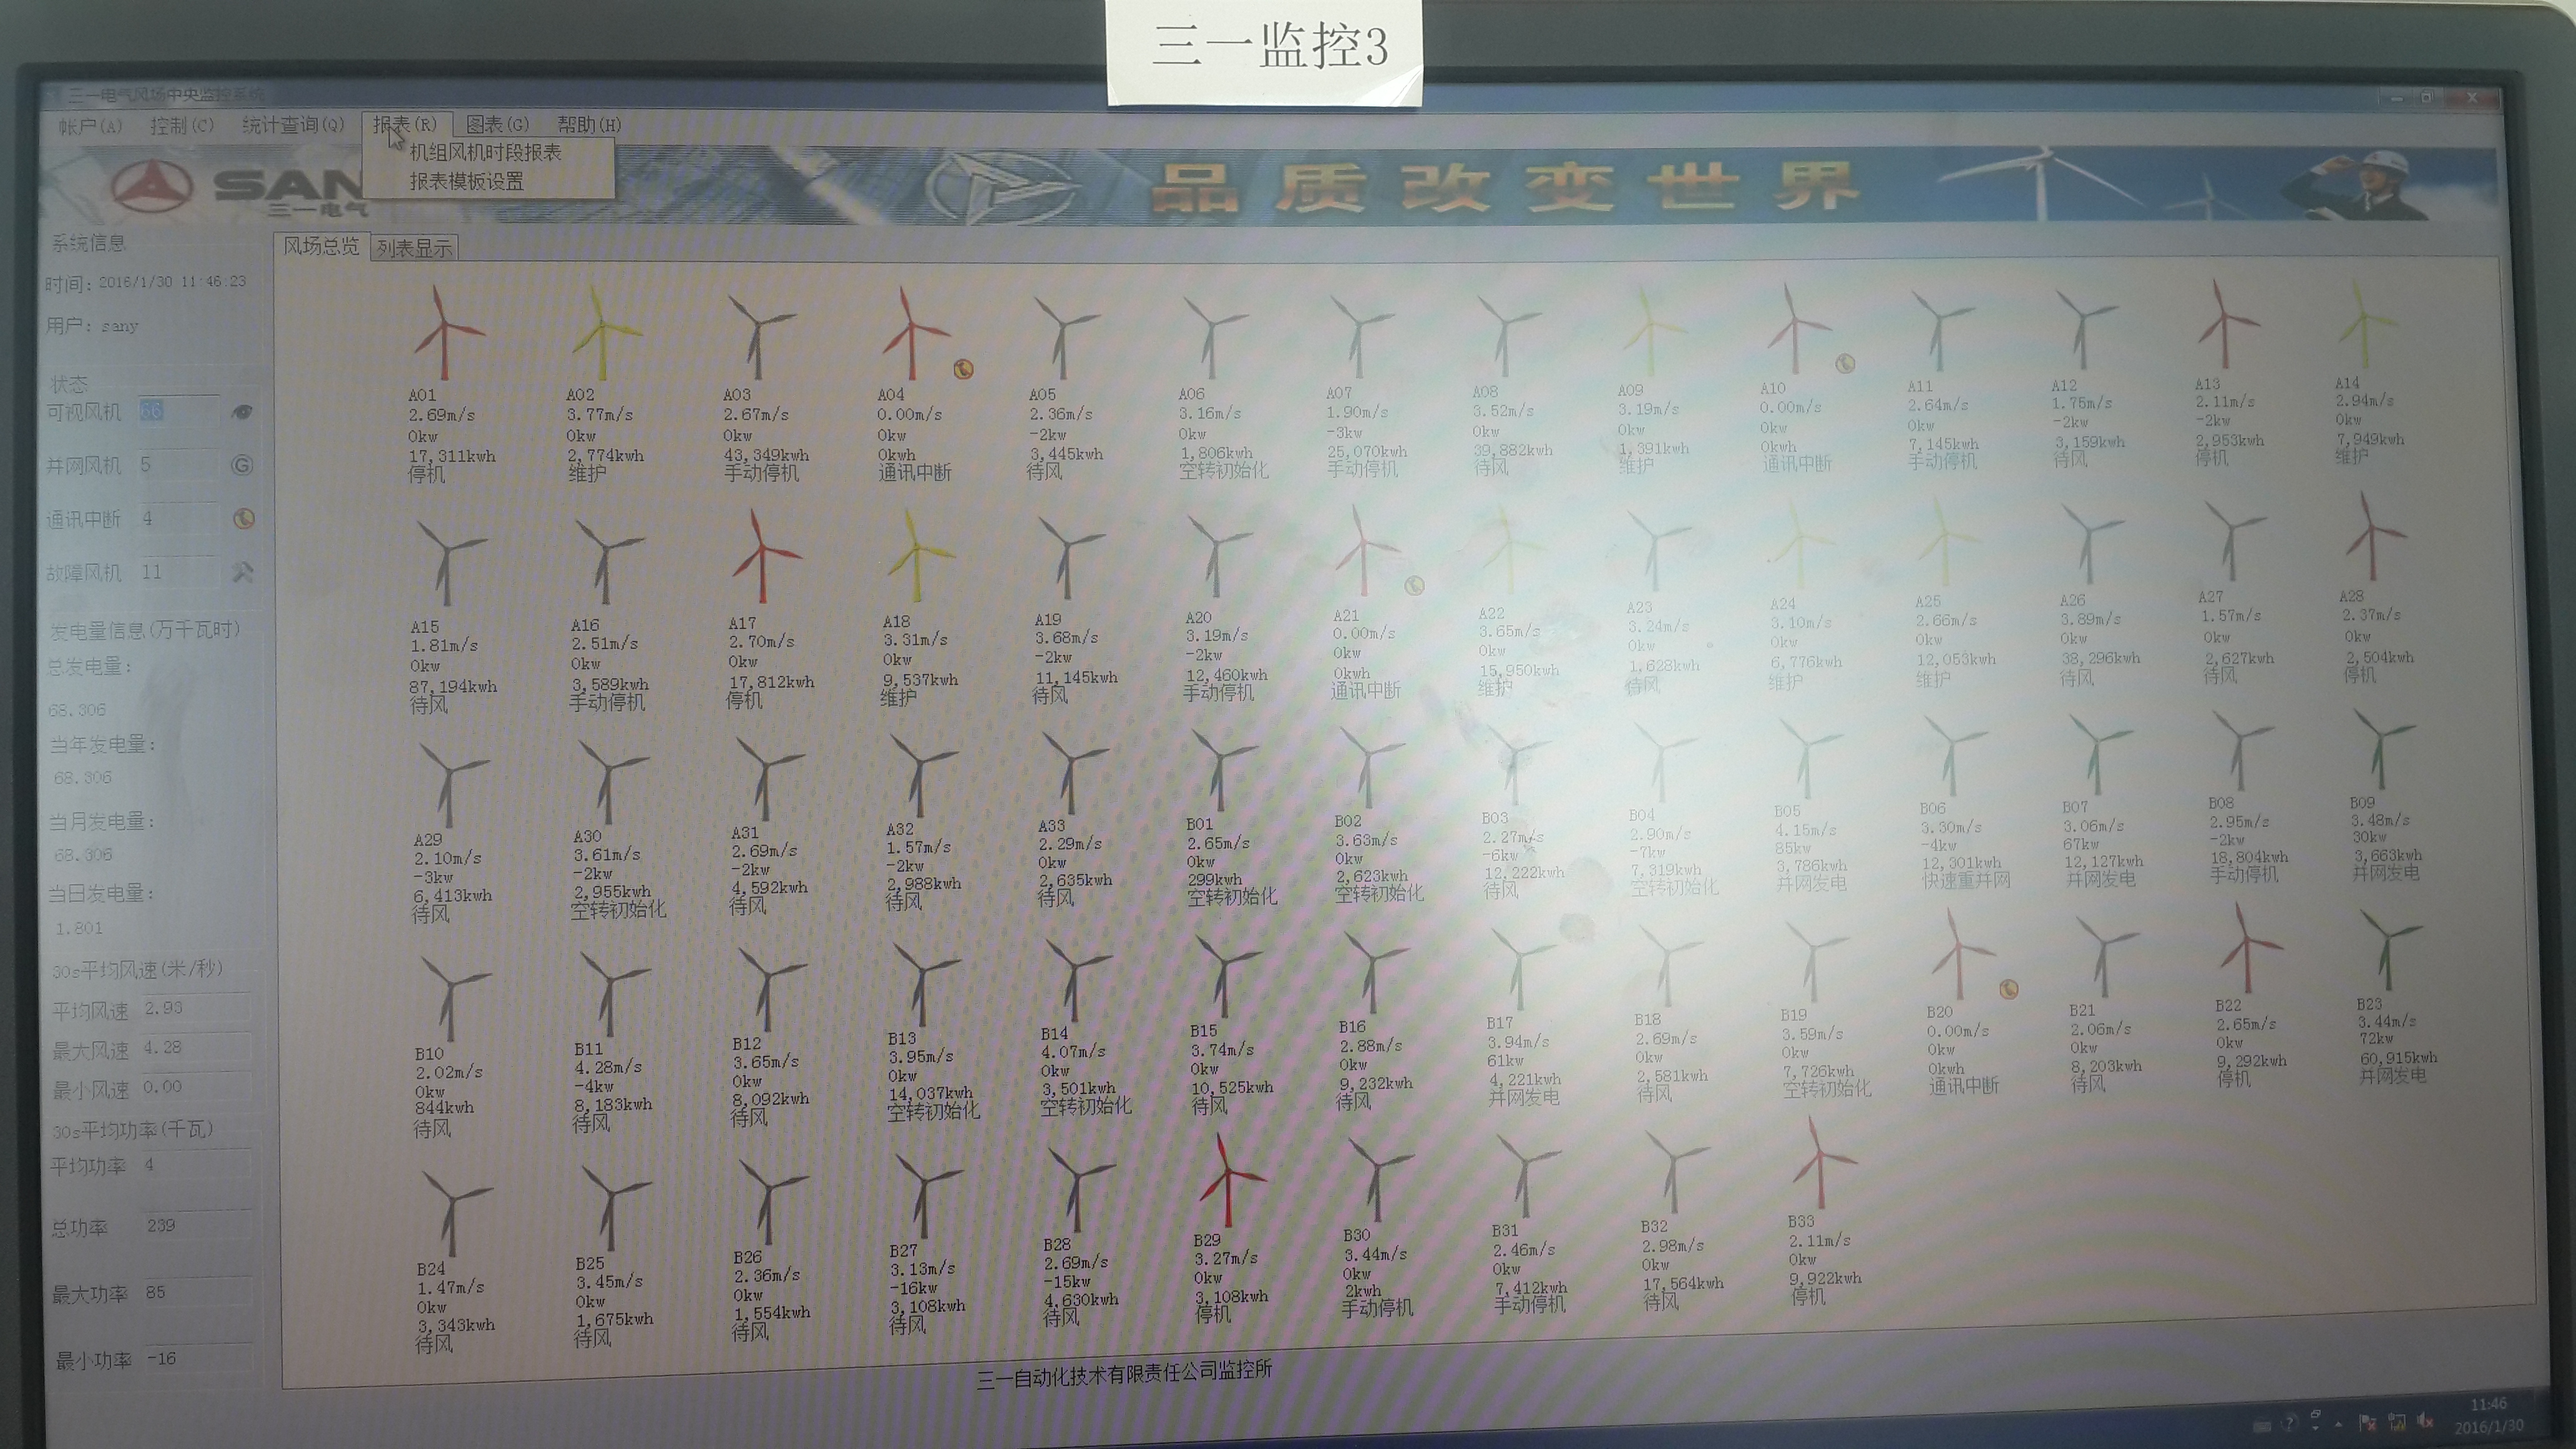 三一监控3
三一电气风场中央监控系统
帐户(A) 控制(C) 统计查询(Q) 报表(R) 图表(G) 帮助(H)
机组风机时段报表
报表模板设置
SAN
三一电气
品质改变世界
系统信息
时间: 2016/1/30 11:46:23
用户: sany
状态
可视风机 66
并网风机 5
通讯中断 4
故障风机 11
发电量信息(万千瓦时)
总发电量:
68.306
当年发电量:
68.306
当月发电量:
68.306
当日发电量:
1.801
30s平均风速(米/秒)
平均风速 2.93
最大风速 4.28
最小风速 0.00
30s平均功率(千瓦)
平均功率 4
总功率 239
最大功率 85
最小功率 -16
风场总览 列表显示
A01 A02 A03 A04 A05 A06 A07 A08 A09 A10 A11 A12 A13 A14
2.69m/s 3.77m/s 2.67m/s 0.00m/s 2.36m/s 3.16m/s 1.90m/s 3.52m/s 3.19m/s 0.00m/s 2.64m/s 1.75m/s 2.11m/s 2.94m/s
0kw 0kw 0kw 0kw -2kw 0kw -3kw 0kw 0kw 0kw 0kw -2kw -2kw 0kw
17,311kwh 2,774kwh 43,349kwh 0kwh 3,445kwh 1,806kwh 25,070kwh 39,882kwh 1,391kwh 0kwh 7,145kwh 3,159kwh 2,953kwh 7,949kwh
停机 维护 手动停机 通讯中断 待风 空转初始化 手动停机 待风 维护 通讯中断 手动停机 待风 停机 维护
A15 A16 A17 A18 A19 A20 A21 A22 A23 A24 A25 A26 A27 A28
1.81m/s 2.51m/s 2.70m/s 3.31m/s 3.68m/s 3.19m/s 0.00m/s 3.65m/s 3.24m/s 3.10m/s 2.66m/s 3.89m/s 1.57m/s 2.37m/s
0kw 0kw 0kw 0kw -2kw -2kw 0kw 0kw 0kw 0kw 0kw 0kw 0kw 0kw
87,194kwh 3,589kwh 17,812kwh 9,537kwh 11,145kwh 12,460kwh 0kwh 15,950kwh 1,628kwh 6,776kwh 12,053kwh 38,296kwh 2,627kwh 2,504kwh
待风 手动停机 停机 维护 待风 手动停机 通讯中断 维护 待风 维护 维护 待风 待风 停机
A29 A30 A31 A32 A33 B01 B02 B03 B04 B05 B06 B07 B08 B09
2.10m/s 3.61m/s 2.69m/s 1.57m/s 2.29m/s 2.65m/s 3.63m/s 2.27m/s 2.90m/s 4.15m/s 3.30m/s 3.06m/s 2.95m/s 3.48m/s
-3kw -2kw -2kw -2kw 0kw 0kw 0kw -6kw -7kw 85kw -4kw 67kw -2kw 30kw
6,413kwh 2,955kwh 4,592kwh 2,988kwh 2,635kwh 299kwh 2,623kwh 12,222kwh 7,319kwh 3,786kwh 12,301kwh 12,127kwh 18,804kwh 3,663kwh
待风 空转初始化 待风 待风 待风 空转初始化 空转初始化 待风 空转初始化 并网发电 快速重并网 并网发电 手动停机 并网发电
B10 B11 B12 B13 B14 B15 B16 B17 B18 B19 B20 B21 B22 B23
2.02m/s 4.28m/s 3.65m/s 3.95m/s 4.07m/s 3.74m/s 2.88m/s 3.94m/s 2.69m/s 3.59m/s 0.00m/s 2.06m/s 2.65m/s 3.44m/s
0kw -4kw 0kw 0kw 0kw 0kw 0kw 61kw 0kw 0kw 0kw 0kw 0kw 72kw
844kwh 8,183kwh 8,092kwh 14,037kwh 3,501kwh 10,525kwh 9,232kwh 4,221kwh 2,581kwh 7,726kwh 0kwh 8,203kwh 9,292kwh 60,915kwh
待风 待风 待风 空转初始化 空转初始化 待风 待风 并网发电 待风 空转初始化 通讯中断 待风 停机 并网发电
B24 B25 B26 B27 B28 B29 B30 B31 B32 B33
1.47m/s 3.45m/s 2.36m/s 3.13m/s 2.69m/s 3.27m/s 3.44m/s 2.46m/s 2.98m/s 2.11m/s
0kw 0kw 0kw -16kw -15kw 0kw 0kw 0kw 0kw 0kw
3,343kwh 1,675kwh 1,554kwh 3,108kwh 4,630kwh 3,108kwh 2kwh 7,412kwh 17,564kwh 9,922kwh
待风 待风 待风 待风 待风 停机 手动停机 手动停机 待风 停机
三一自动化技术有限责任公司监控所
11:46
2016/1/30